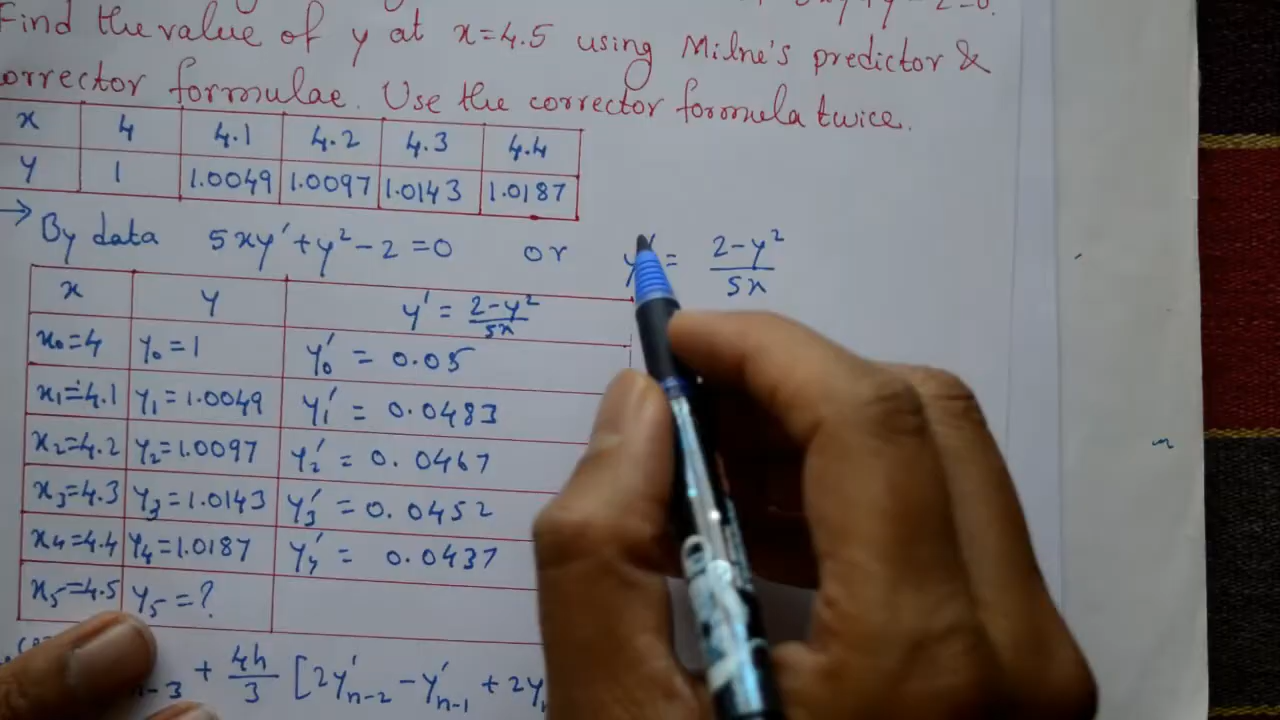 y - 2 = 0.
Find the value of y at x=4.5 using Milne's predictor &
orrector formulae. Use the corrector formula twice.
x 4 4.1 4.2 4.3 4.4
y 1 1.0049 1.0097 1.0143 1.0187
→ By data 5xy' + y² - 2 = 0 or y' = (2-y²)/5x
x y y' = (2-y²)/5x
x₀=4 y₀=1 y₀' = 0.05
x₁=4.1 y₁=1.0049 y₁' = 0.0483
x₂=4.2 y₂=1.0097 y₂' = 0.0467
x₃=4.3 y₃=1.0143 y₃' = 0.0452
x₄=4.4 y₄=1.0187 y₄' = 0.0437
x₅=4.5 y₅=?
n-3 + 4h/3 [2y'n-2 - y'n-1 + 2y